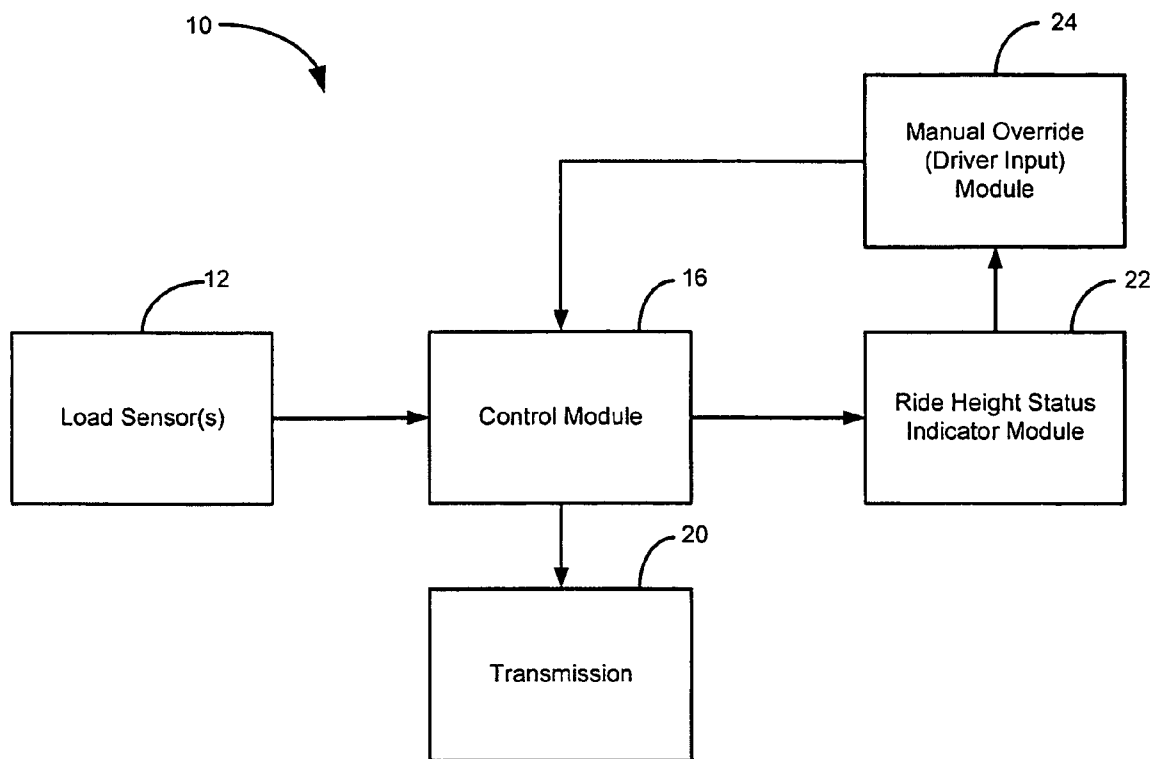 10
24
Manual Override
(Driver Input)
Module
12
16
22
Load Sensor(s)
Control Module
Ride Height Status
Indicator Module
20
Transmission